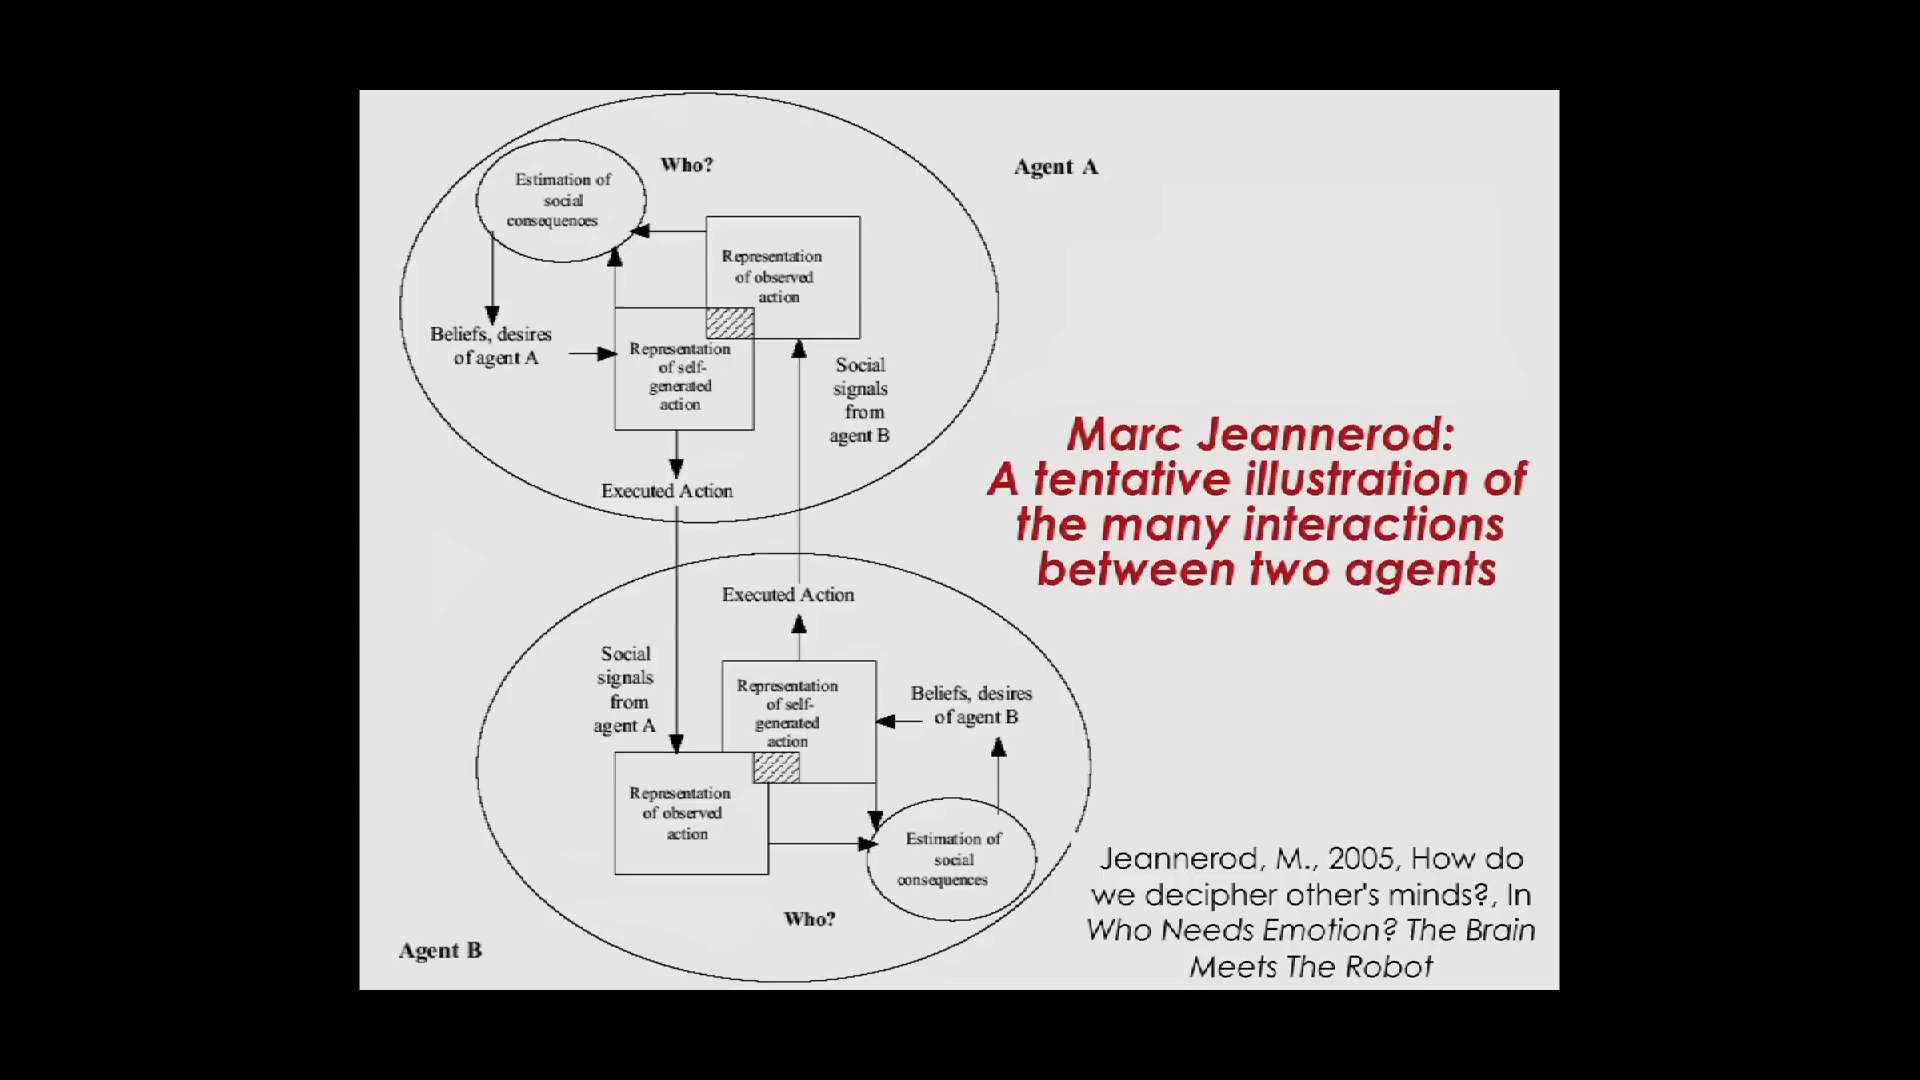 Who?
Agent A
Estimation of
social
consequences
Representation
of observed
action
Beliefs, desires
of agent A
Representation
of self-
generated
action
Social
signals
from
agent B
Executed Action
Marc Jeannerod:
A tentative illustration of
the many interactions
between two agents
Executed Action
Social
signals
from
agent A
Representation
of self-
generated
action
Beliefs, desires
of agent B
Representation
of observed
action
Estimation of
social
consequences
Who?
Agent B
Jeannerod, M., 2005, How do
we decipher other's minds?, In
Who Needs Emotion? The Brain
Meets The Robot